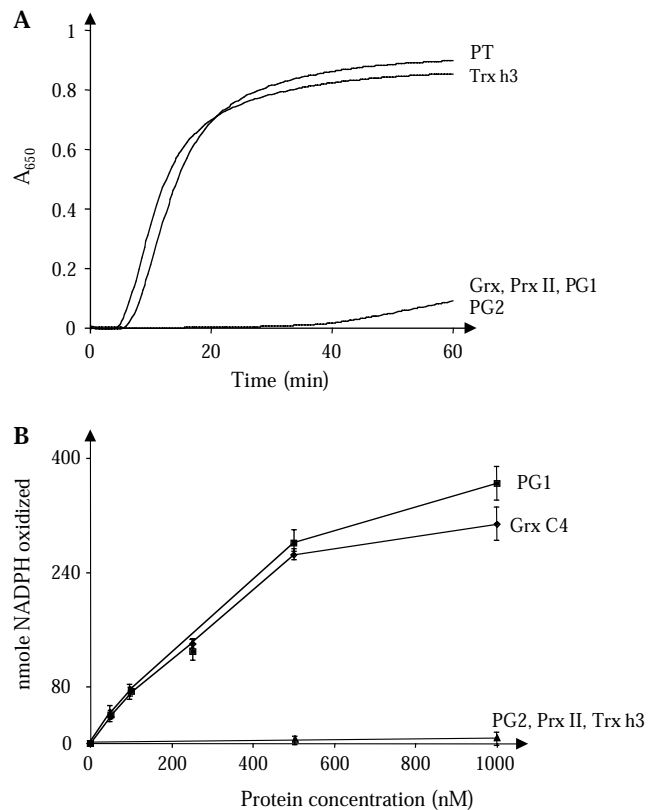 A
1
PT
Trx h3
0.8
0.6
A650
0.4
0.2
Grx, Prx II, PG1
PG2
0
0 20 40 60
Time (min)
B
400
PG1
Grx C4
240
nmole NADPH oxidized
80
PG2, Prx II, Trx h3
0
0 200 400 600 800 1000
Protein concentration (nM)